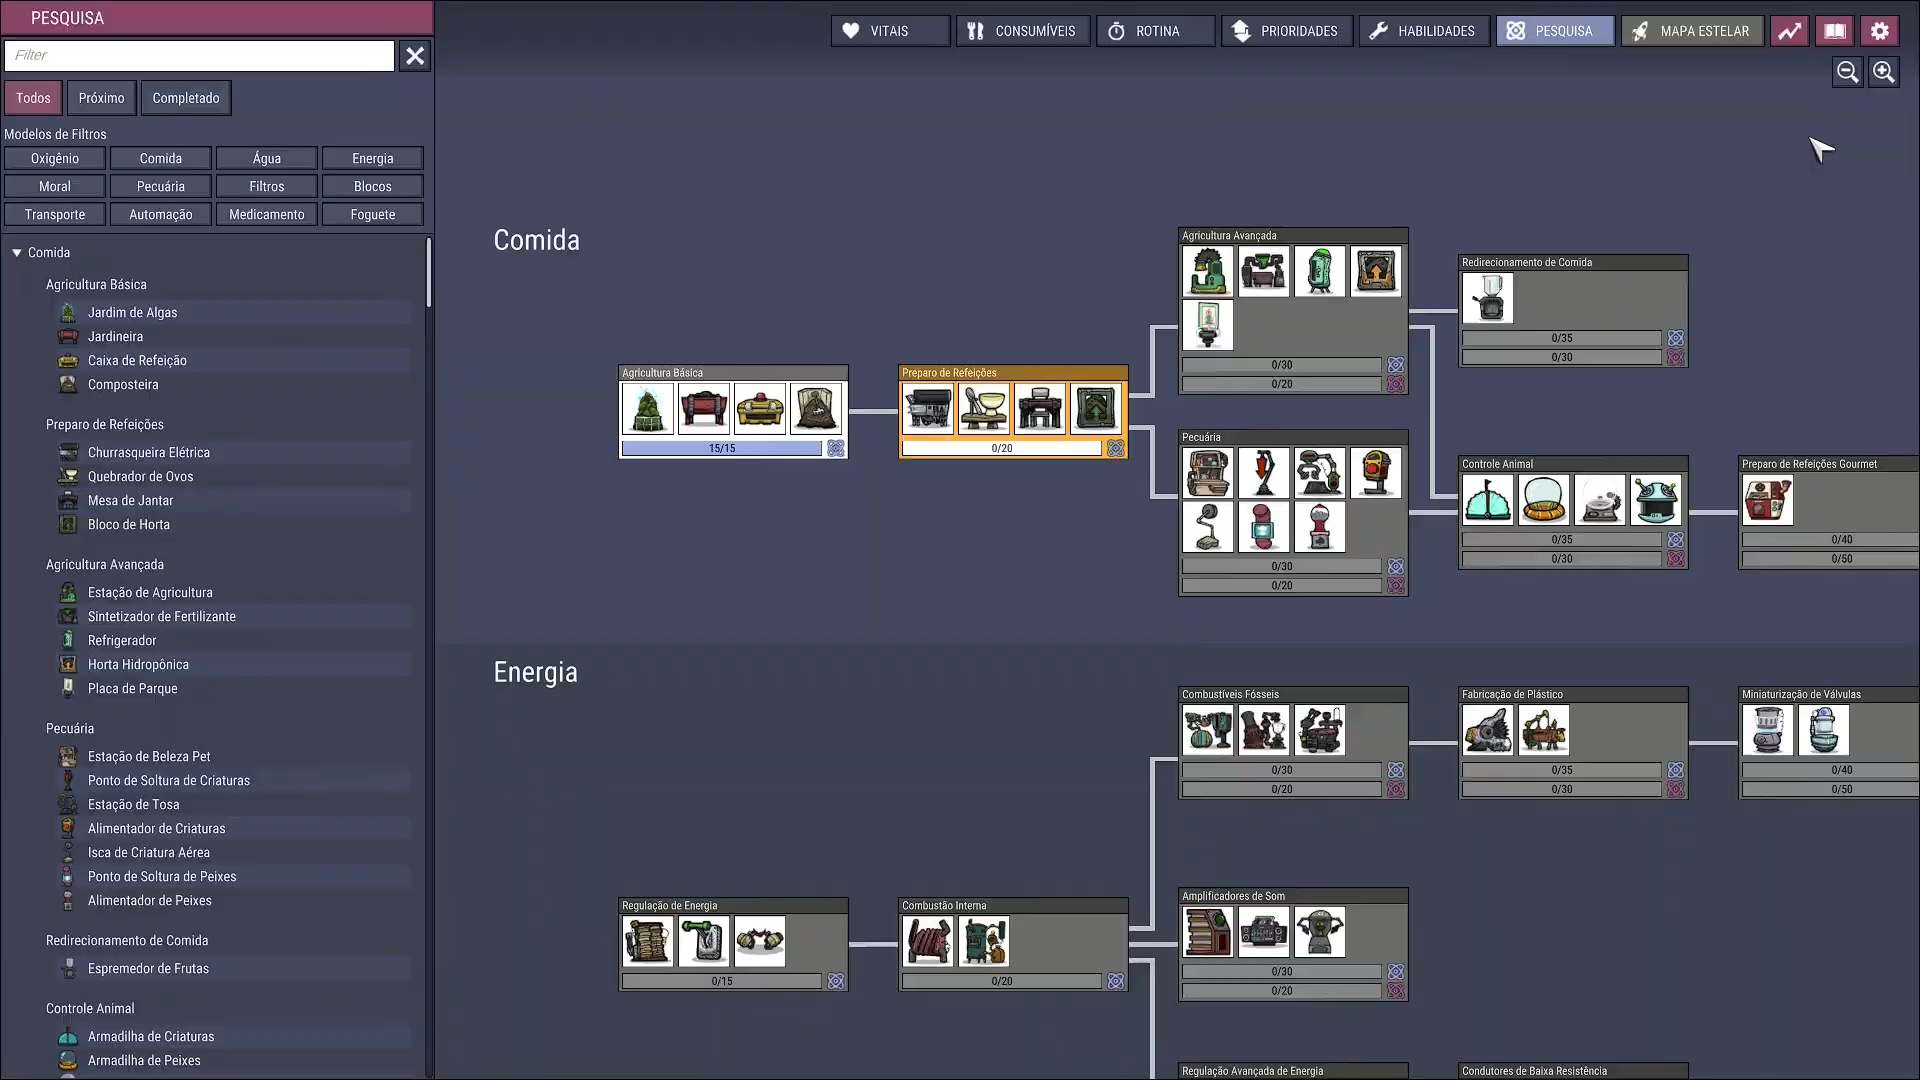 PESQUISA
Filter
Todos
Próximo
Completado
Modelos de Filtros
Oxigênio
Comida
Água
Energia
Moral
Pecuária
Filtros
Blocos
Transporte
Automação
Medicamento
Foguete
Comida
Agricultura Básica
Jardim de Algas
Jardineira
Caixa de Refeição
Composteira
Preparo de Refeições
Churrasqueira Elétrica
Quebrador de Ovos
Mesa de Jantar
Bloco de Horta
Agricultura Avançada
Estação de Agricultura
Sintetizador de Fertilizante
Refrigerador
Horta Hidropônica
Placa de Parque
Pecuária
Estação de Beleza Pet
Ponto de Soltura de Criaturas
Estação de Tosa
Alimentador de Criaturas
Isca de Criatura Aérea
Ponto de Soltura de Peixes
Alimentador de Peixes
Redirecionamento de Comida
Espremedor de Frutas
Controle Animal
Armadilha de Criaturas
Armadilha de Peixes
VITAIS
CONSUMÍVEIS
ROTINA
PRIORIDADES
HABILIDADES
PESQUISA
MAPA ESTELAR
Comida
Agricultura Básica
15/15
Preparo de Refeições
0/20
Agricultura Avançada
0/30
0/20
Pecuária
0/30
0/20
Redirecionamento de Comida
0/35
0/30
Controle Animal
0/35
0/30
Preparo de Refeições Gourmet
0/40
0/50
Energia
Regulação de Energia
0/15
Combustão Interna
0/20
Combustíveis Fósseis
0/30
0/20
Fabricação de Plástico
0/35
0/30
Miniaturização de Válvulas
0/40
0/50
Amplificadores de Som
0/30
0/20
Regulação Avançada de Energia
Condutores de Baixa Resistência